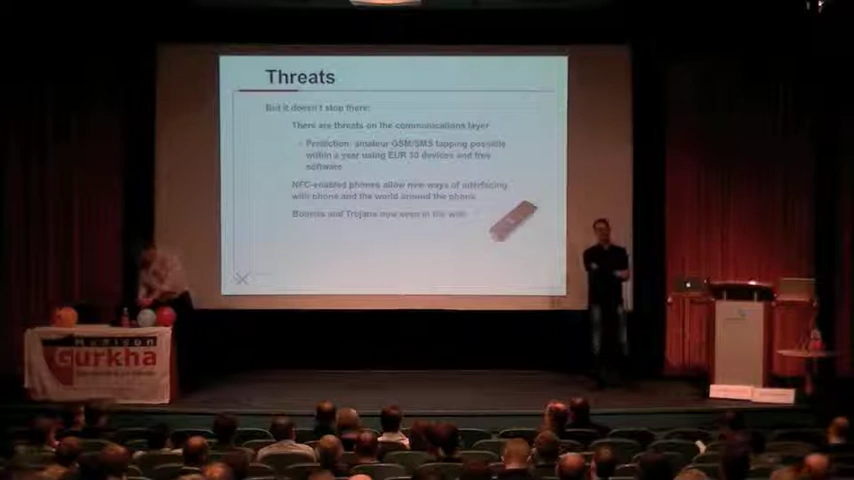 Threats
But it doesn't stop there:
There are threats on the communications layer
Prediction: amateur GSM/SMS tapping possible
within a year using EUR 30 devices and free
software
NFC-enabled phones allow new ways of interfacing
with phone and the world around the phone
Botnets and Trojans now seen in the wild
Madison
Gurkha